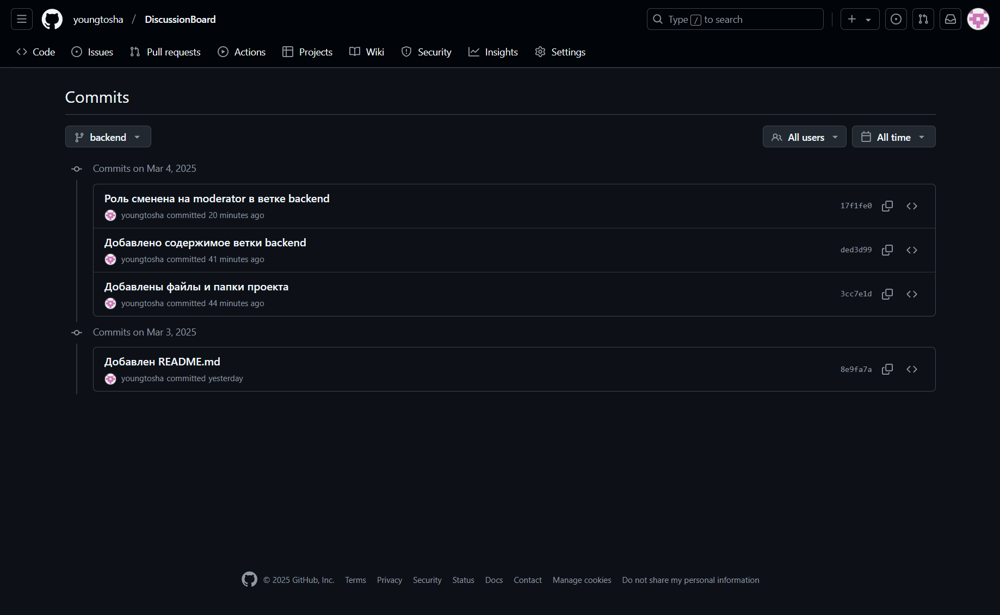 youngtosha / DiscussionBoard
Type / to search
Code Issues Pull requests Actions Projects Wiki Security Insights Settings
Commits
backend
All users All time
Commits on Mar 4, 2025
Роль сменена на moderator в ветке backend
youngtosha committed 20 minutes ago
17f1fe0
Добавлено содержимое ветки backend
youngtosha committed 41 minutes ago
ded3d99
Добавлены файлы и папки проекта
youngtosha committed 44 minutes ago
3cc7e1d
Commits on Mar 3, 2025
Добавлен README.md
youngtosha committed yesterday
8e9fa7a
© 2025 GitHub, Inc. Terms Privacy Security Status Docs Contact Manage cookies Do not share my personal information